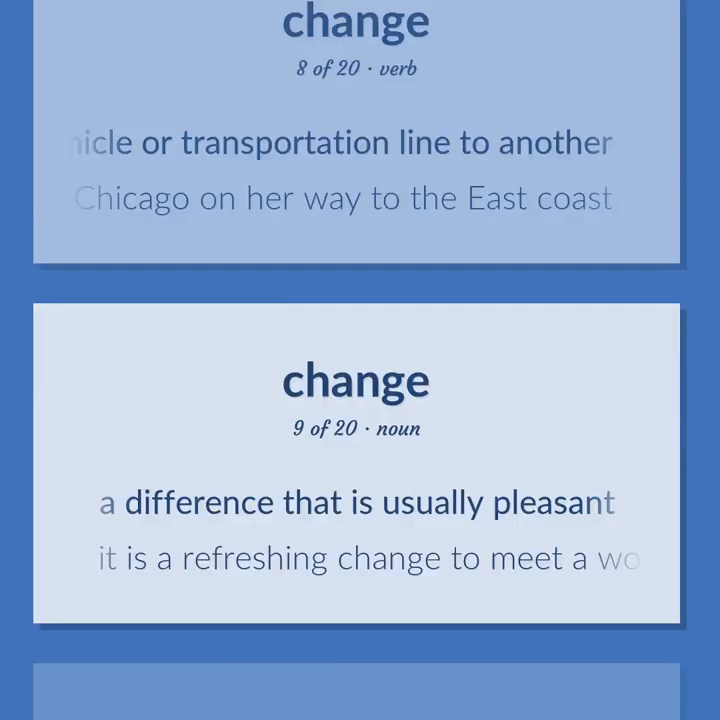 change
8 of 20 · verb
or transportation line to another
Chicago on her way to the East coast
change
9 of 20 · noun
a difference that is usually pleasant
it is a refreshing change to meet a